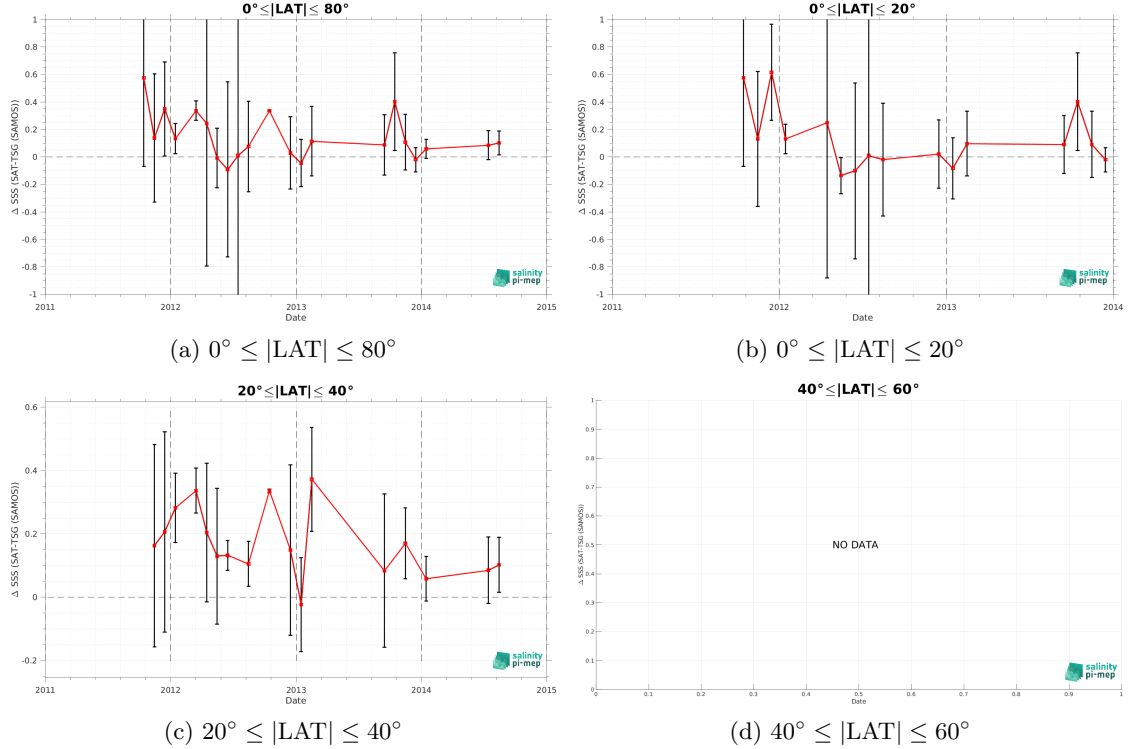 0°≤|LAT|≤ 80°
Δ SSS (SAT-TSG (SAMOS))
1
0.8
0.6
0.4
0.2
0
-0.2
-0.4
-0.6
-0.8
-1
2011 2012 2013 2014 2015
Date
salinity
pi-mep
(a) 0° ≤ |LAT| ≤ 80°
0°≤|LAT|≤ 20°
Δ SSS (SAT-TSG (SAMOS))
1
0.8
0.6
0.4
0.2
0
-0.2
-0.4
-0.6
-0.8
-1
2011 2012 2013 2014
Date
salinity
pi-mep
(b) 0° ≤ |LAT| ≤ 20°
20°≤|LAT|≤ 40°
Δ SSS (SAT-TSG (SAMOS))
0.6
0.4
0.2
0
-0.2
2011 2012 2013 2014 2015
Date
salinity
pi-mep
(c) 20° ≤ |LAT| ≤ 40°
40°≤|LAT|≤ 60°
Δ SSS (SAT-TSG (SAMOS))
1
0.9
0.8
0.7
0.6
0.5
0.4
0.3
0.2
0.1
0
NO DATA
0 0.1 0.2 0.3 0.4 0.5 0.6 0.7 0.8 0.9 1
Date
salinity
pi-mep
(d) 40° ≤ |LAT| ≤ 60°